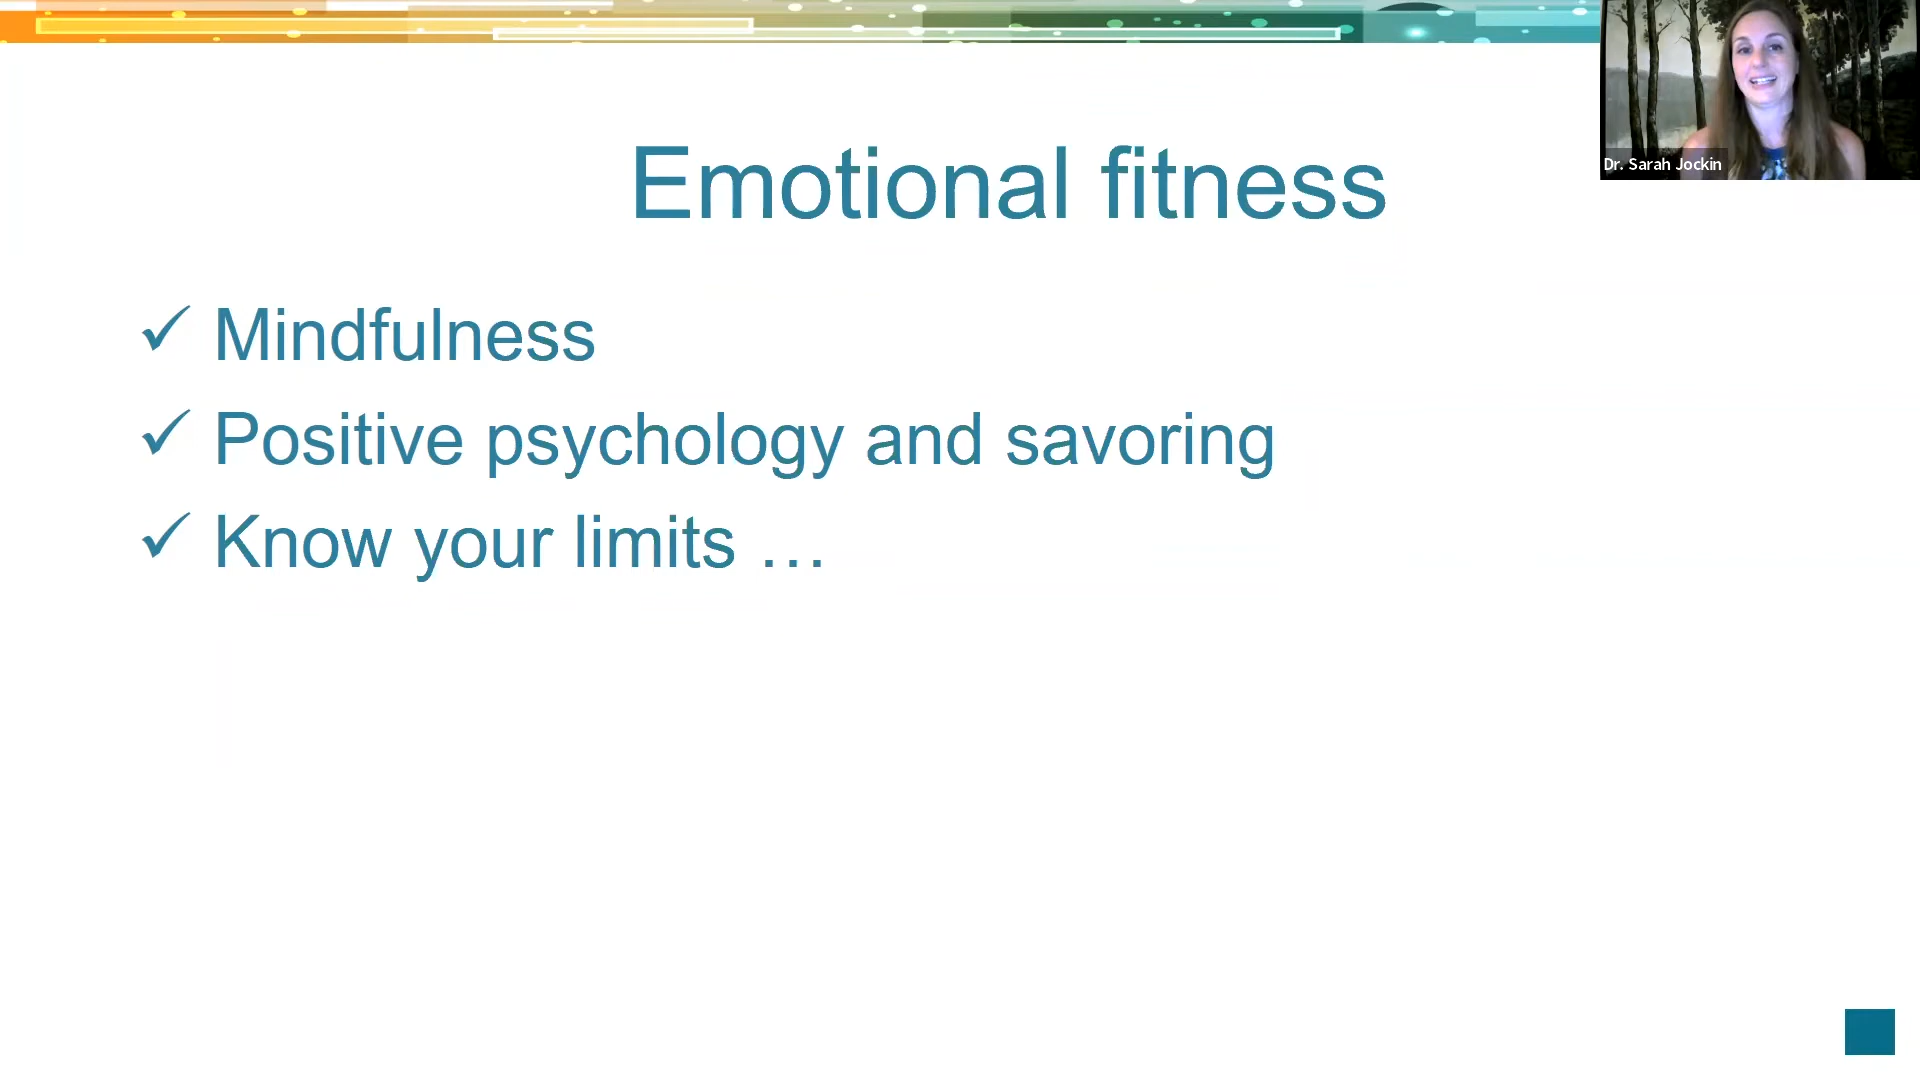 Dr. Sarah Jockin
Emotional fitness
✓ Mindfulness
✓ Positive psychology and savoring
✓ Know your limits …